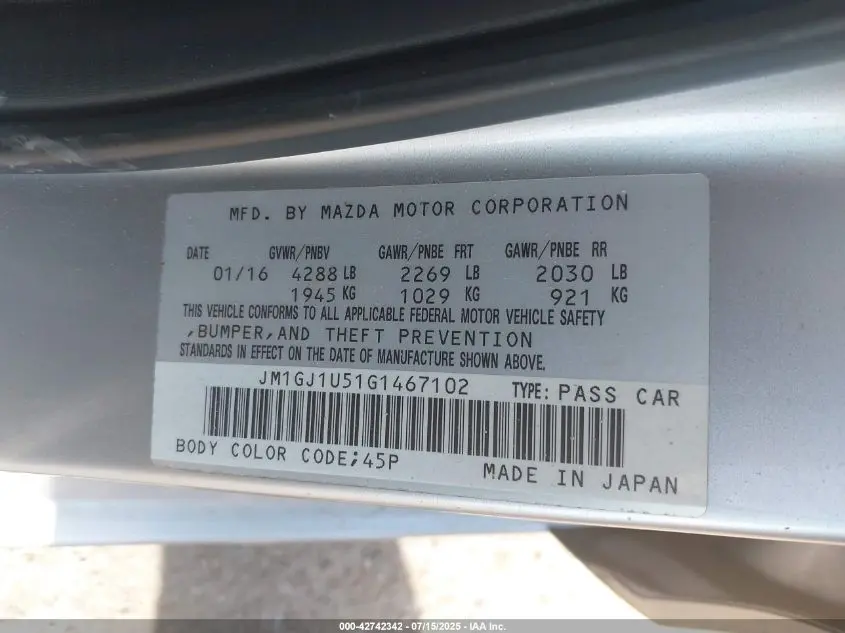 MFD. BY MAZDA MOTOR CORPORATION
DATE GVWR/PNBV GAWR/PNBE FRT GAWR/PNBE RR
01/16 4288 LB 2269 LB 2030 LB
1945 KG 1029 KG 921 KG
THIS VEHICLE CONFORMS TO ALL APPLICABLE FEDERAL MOTOR VEHICLE SAFETY
,BUMPER,AND THEFT PREVENTION
STANDARDS IN EFFECT ON THE DATE OF MANUFACTURE SHOWN ABOVE.
JM1GJ1U51G1467102 TYPE: PASS CAR
BODY COLOR CODE;45P
MADE IN JAPAN
000-42742342 - 07/15/2025 - IAA Inc.